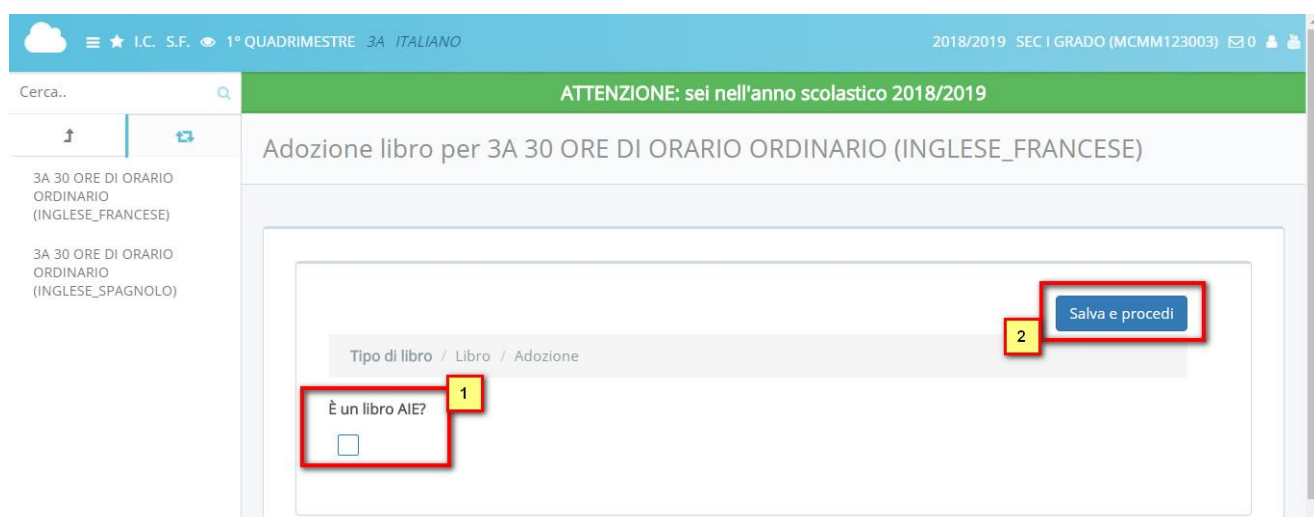 I.C. S.F. 1° QUADRIMESTRE 3A ITALIANO
2018/2019 SEC I GRADO (MCMM123003) 0
Cerca..
ATTENZIONE: sei nell'anno scolastico 2018/2019
3A 30 ORE DI ORARIO
ORDINARIO
(INGLESE_FRANCESE)
3A 30 ORE DI ORARIO
ORDINARIO
(INGLESE_SPAGNOLO)
Adozione libro per 3A 30 ORE DI ORARIO ORDINARIO (INGLESE_FRANCESE)
Salva e procedi
2
Tipo di libro / Libro / Adozione
1
È un libro AIE?